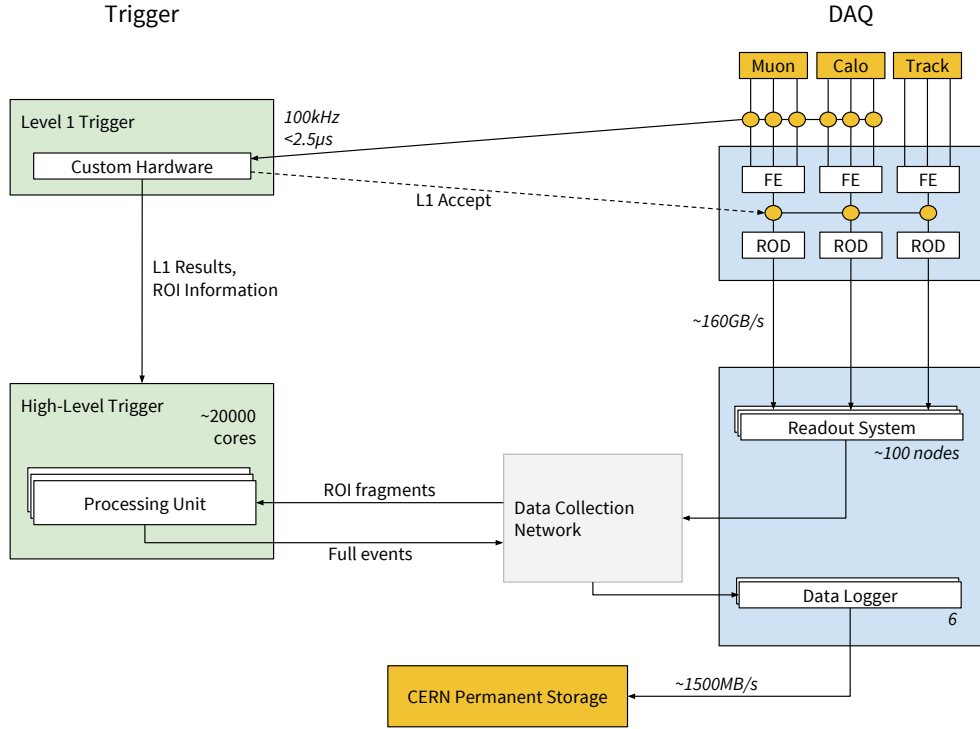 Trigger
DAQ
Muon
Calo
Track
Level 1 Trigger
Custom Hardware
100kHz
<2.5µs
L1 Accept
FE
FE
FE
ROD
ROD
ROD
L1 Results,
ROI Information
~160GB/s
High-Level Trigger
~20000
cores
Processing Unit
ROI fragments
Full events
Data Collection
Network
Readout System
~100 nodes
Data Logger
6
~1500MB/s
CERN Permanent Storage